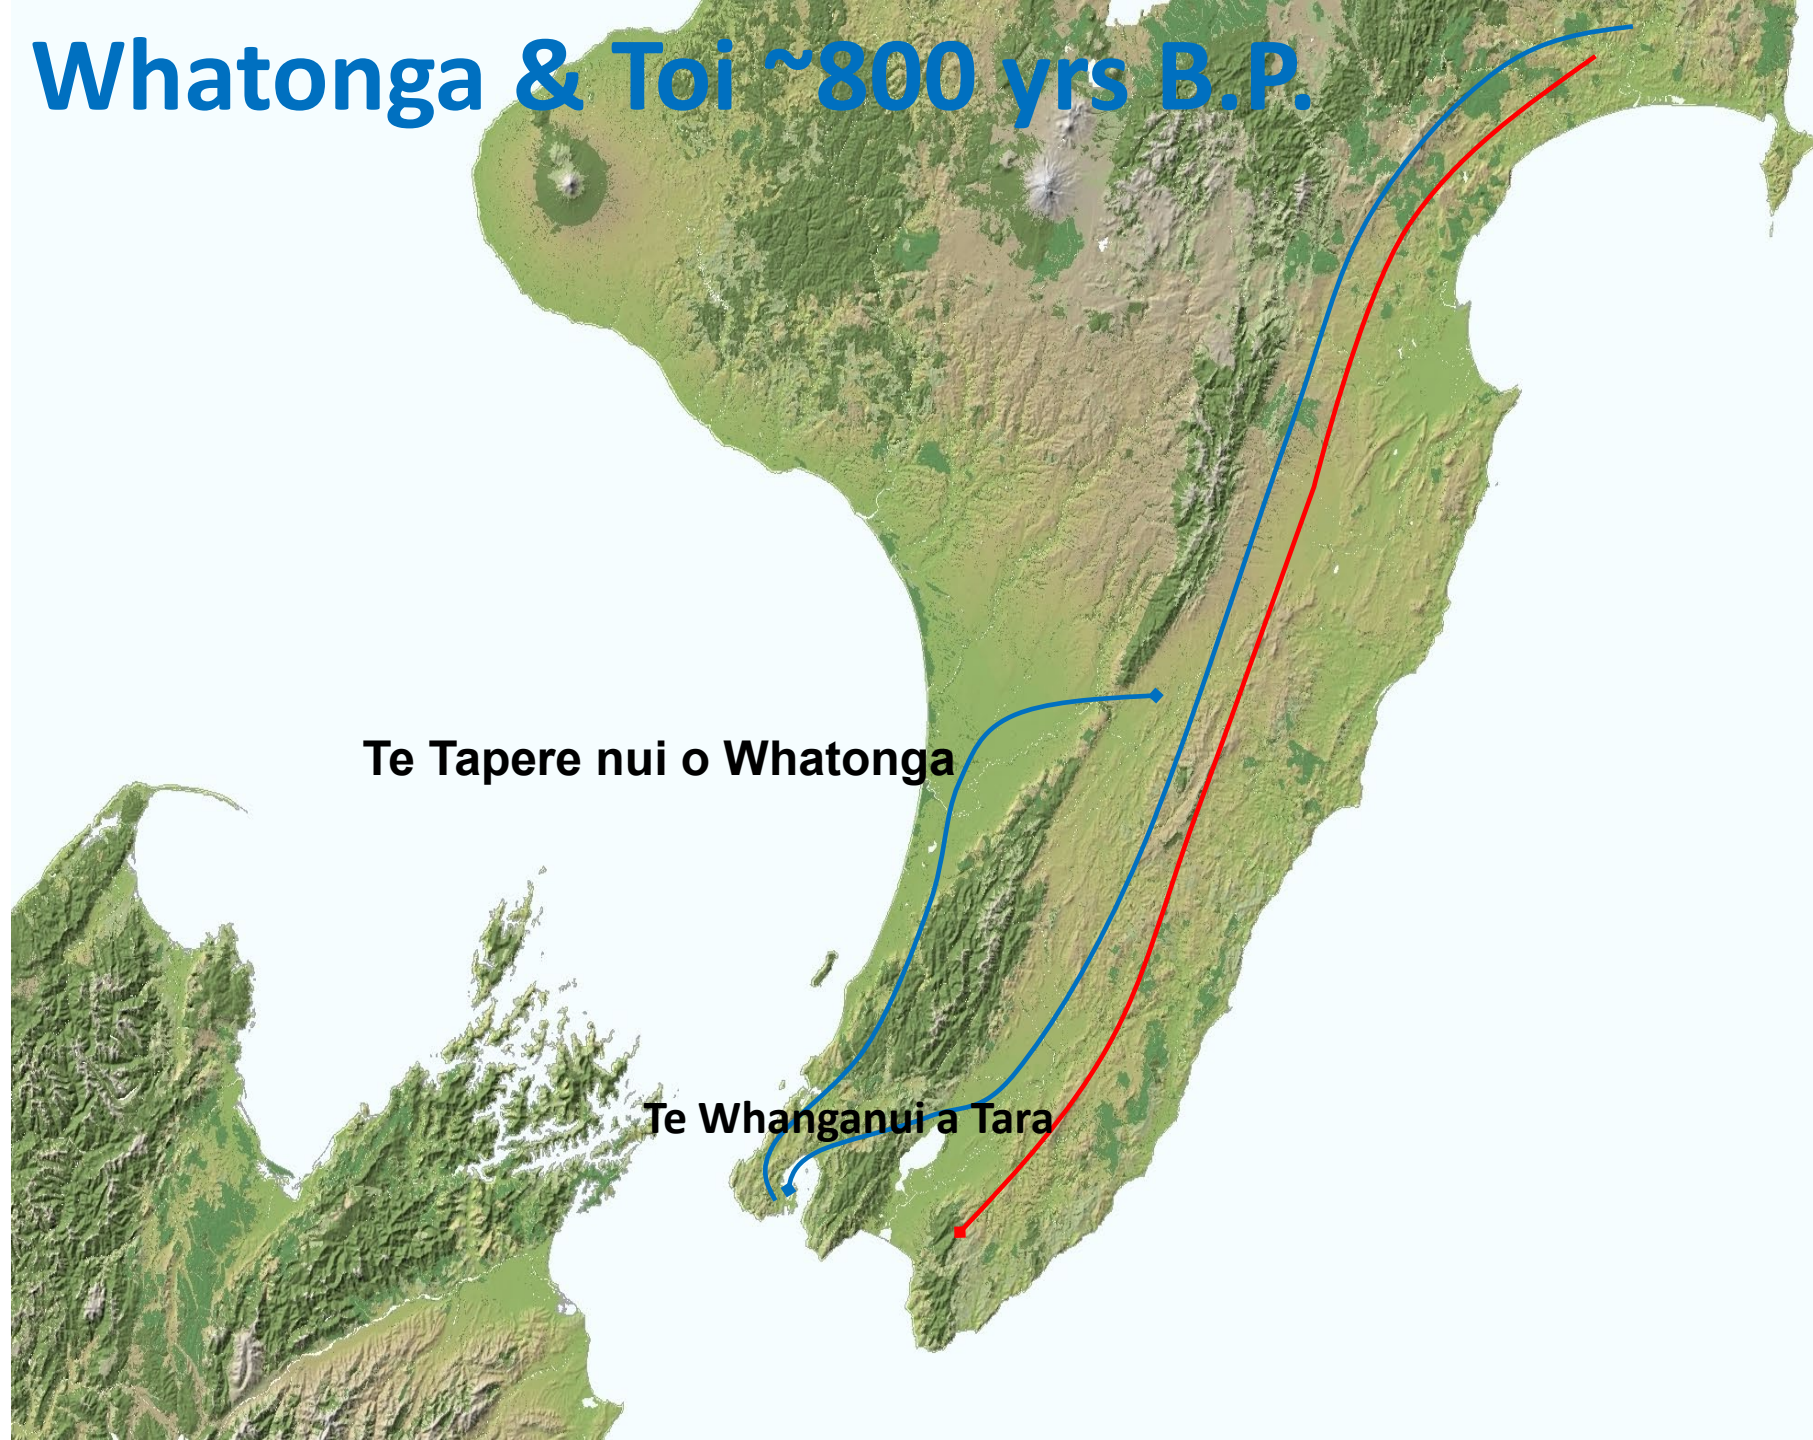 Whatonga & Toi ~800 yrs B.P.
Te Tapere nui o Whatonga
Te Whanganui a Tara